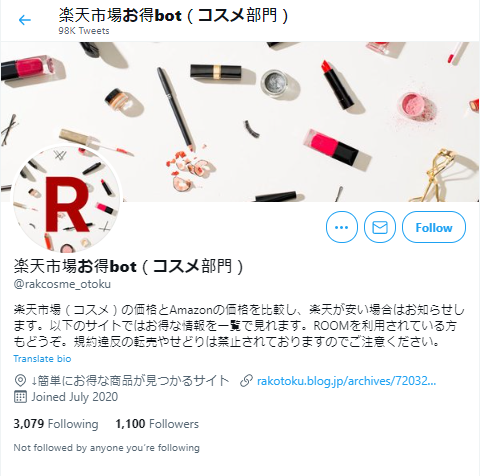 楽天市場お得bot（コスメ部門）
98K Tweets
R
Follow
楽天市場お得bot（コスメ部門）
@rakcosme_otoku
楽天市場（コスメ）の価格とAmazonの価格を比較し、楽天が安い場合はお知らせし
ます。以下のサイトではお得な情報を一覧で見れます。ROOMを利用されている方
もどうぞ。規約違反の転売やせどりは禁止されておりますのでご注意ください。
Translate bio
↓簡単にお得な商品が見つかるサイト rakotoku.blog.jp/archives/72032...
Joined July 2020
3,079 Following 1,100 Followers
Not followed by anyone you're following